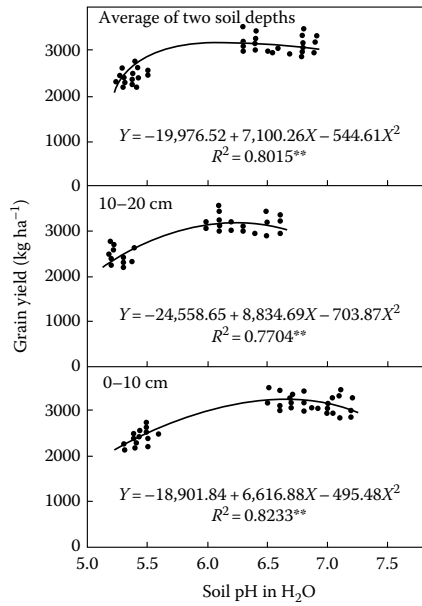 Average of two soil depths
3000
2000
1000
0
Y = −19,976.52 + 7,100.26X − 544.61X²
R² = 0.8015**
10–20 cm
3000
2000
1000
0
Y = −24,558.65 + 8,834.69X − 703.87X²
R² = 0.7704**
0–10 cm
3000
2000
1000
0
Y = −18,901.84 + 6,616.88X − 495.48X²
R² = 0.8233**
5.0 5.5 6.0 6.5 7.0 7.5
Soil pH in H₂O
Grain yield (kg ha⁻¹)